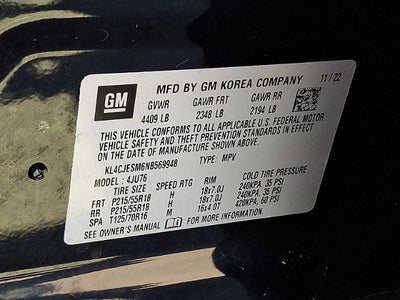 GM
MFD BY GM KOREA COMPANY 11/22
GVWR GAWR FRT GAWR RR
4409 LB 2348 LB 2194 LB
THIS VEHICLE CONFORMS TO ALL APPLICABLE U.S. FEDERAL MOTOR
VEHICLE SAFETY AND THEFT PREVENTION STANDARDS IN EFFECT
ON THE DATE OF MANUFACTURE SHOWN ABOVE.
KL4CJESM6NB569948 TYPE: MPV
MODEL: 4JU76
TIRE SIZE SPEED RTG RIM COLD TIRE PRESSURE
FRT P215/55R18 H 18x7.0J 240KPA, 35 PSI
RR P215/55R18 H 18x7.0J 240KPA, 35 PSI
SPA T125/70R16 M 16x4.0T 420KPA, 60 PSI
SEE OWNER'S MANUAL FOR MORE INFORMATION.